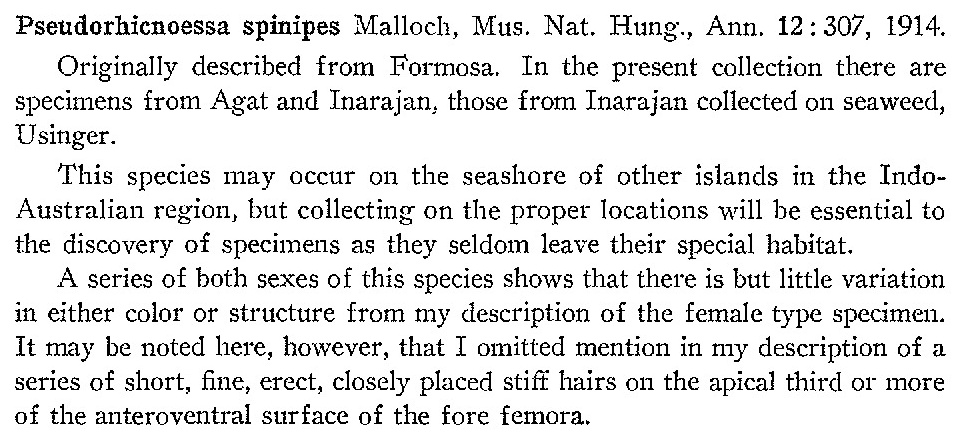 Pseudorhicnoessa spinipes Malloch, Mus. Nat. Hung., Ann. 12: 307, 1914.
Originally described from Formosa. In the present collection there are
specimens from Agat and Inarajan, those from Inarajan collected on seaweed,
Usinger.
This species may occur on the seashore of other islands in the Indo-
Australian region, but collecting on the proper locations will be essential to
the discovery of specimens as they seldom leave their special habitat.
A series of both sexes of this species shows that there is but little variation
in either color or structure from my description of the female type specimen.
It may be noted here, however, that I omitted mention in my description of a
series of short, fine, erect, closely placed stiff hairs on the apical third or more
of the anteroventral surface of the fore femora.